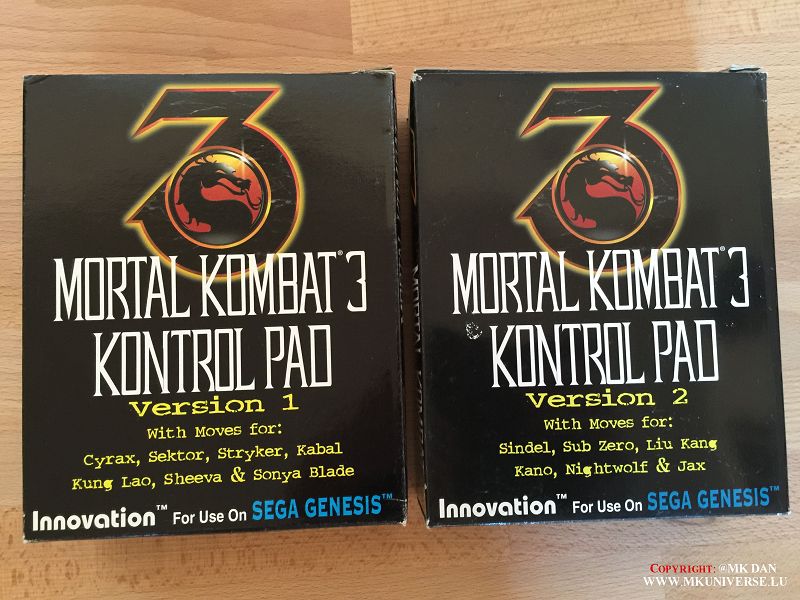 3
MORTAL KOMBAT® 3
KONTROL PAD
Version 1
With Moves for:
Cyrax, Sektor, Stryker, Kabal
Kung Lao, Sheeva & Sonya Blade
Innovation™ For Use On SEGA GENESIS™
3
MORTAL KOMBAT® 3
KONTROL PAD
Version 2
With Moves for:
Sindel, Sub Zero, Liu Kang
Kano, Nightwolf & Jax
Innovation™ For Use On SEGA GENESIS™
COPYRIGHT: @MK DAN
WWW.MKUNIVERSE.LU